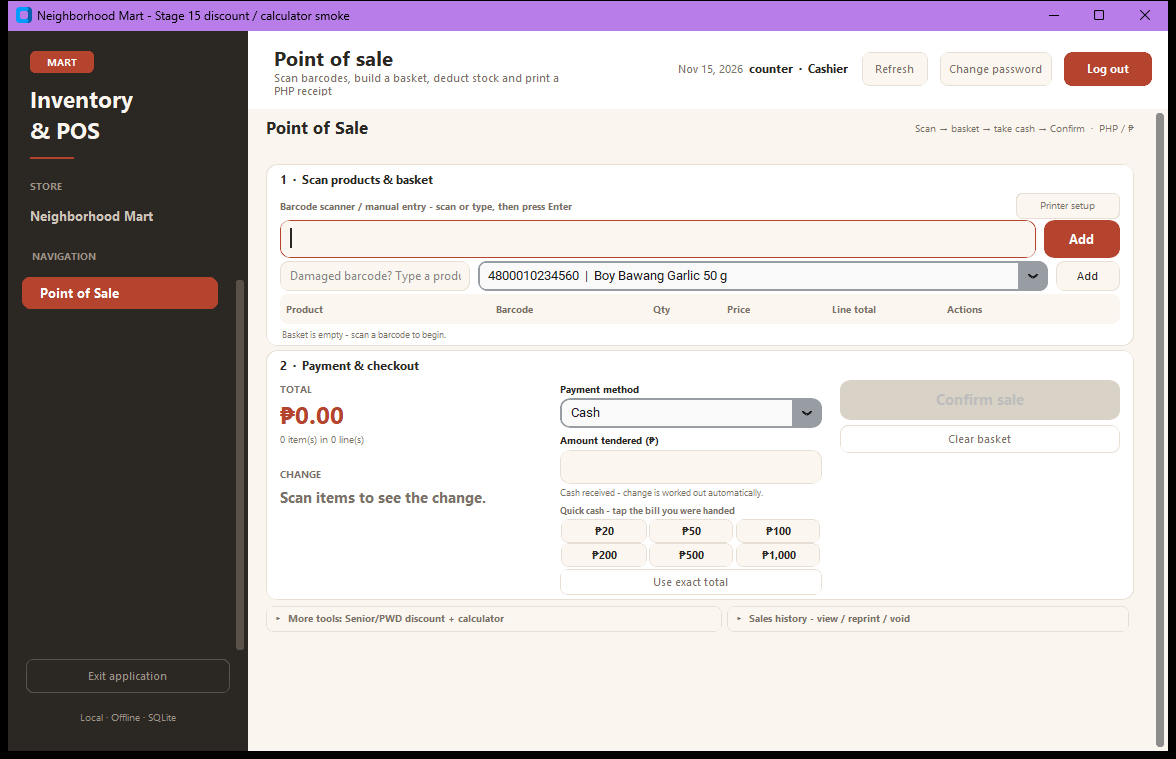 Neighborhood Mart - Stage 15 discount / calculator smoke
MART
Inventory
& POS
STORE
Neighborhood Mart
NAVIGATION
Point of Sale
Exit application
Local · Offline · SQLite
Point of sale
Scan barcodes, build a basket, deduct stock and print a
PHP receipt
Nov 15, 2026 counter · Cashier
Refresh
Change password
Log out
Point of Sale
Scan → basket → take cash → Confirm · PHP / ₱
1 · Scan products & basket
Barcode scanner / manual entry - scan or type, then press Enter
Printer setup
Add
Damaged barcode? Type a produ
4800010234560 | Boy Bawang Garlic 50 g
Add
Product Barcode Qty Price Line total Actions
Basket is empty - scan a barcode to begin.
2 · Payment & checkout
TOTAL
₱0.00
0 item(s) in 0 line(s)
CHANGE
Scan items to see the change.
Payment method
Cash
Amount tendered (₱)
Cash received - change is worked out automatically.
Quick cash - tap the bill you were handed
₱20 ₱50 ₱100
₱200 ₱500 ₱1,000
Use exact total
Confirm sale
Clear basket
More tools: Senior/PWD discount + calculator
Sales history - view / reprint / void